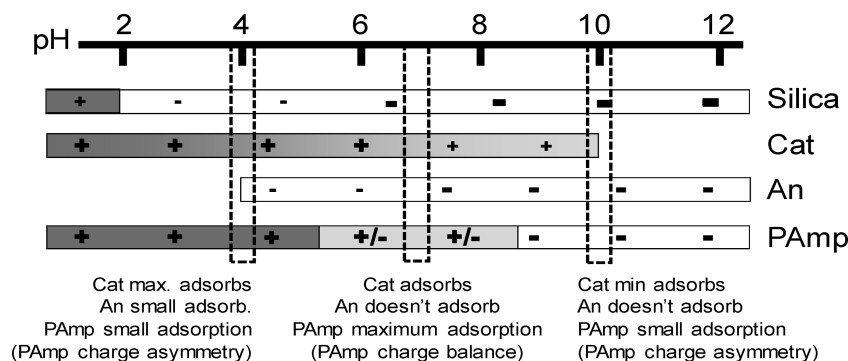 pH 2 4 6 8 10 12
+ - - - - - - Silica
+ + + + + + Cat
- - - - - - An
+ + + +/- +/- - - - PAmp
Cat max. adsorbs
An small adsorb.
PAmp small adsorption
(PAmp charge asymmetry)
Cat adsorbs
An doesn't adsorb
PAmp maximum adsorption
(PAmp charge balance)
Cat min adsorbs
An doesn't adsorb
PAmp small adsorption
(PAmp charge asymmetry)